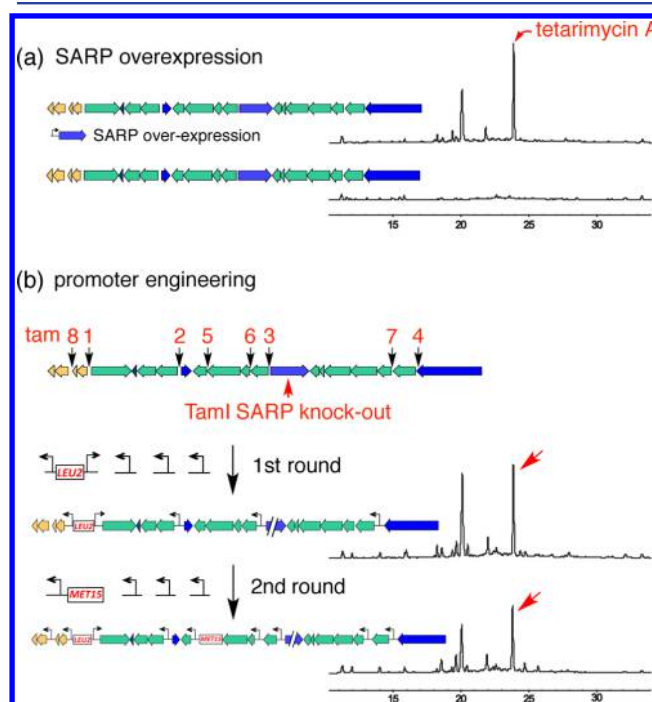 tetarimycin A
(a) SARP overexpression
SARP over-expression
15 20 25 30
(b) promoter engineering
tam 8 1 2 5 6 3 7 4
TamI SARP knock-out
LEU2
1st round
LEU2
MET15
2nd round
LEU2 MET15
15 20 25 30